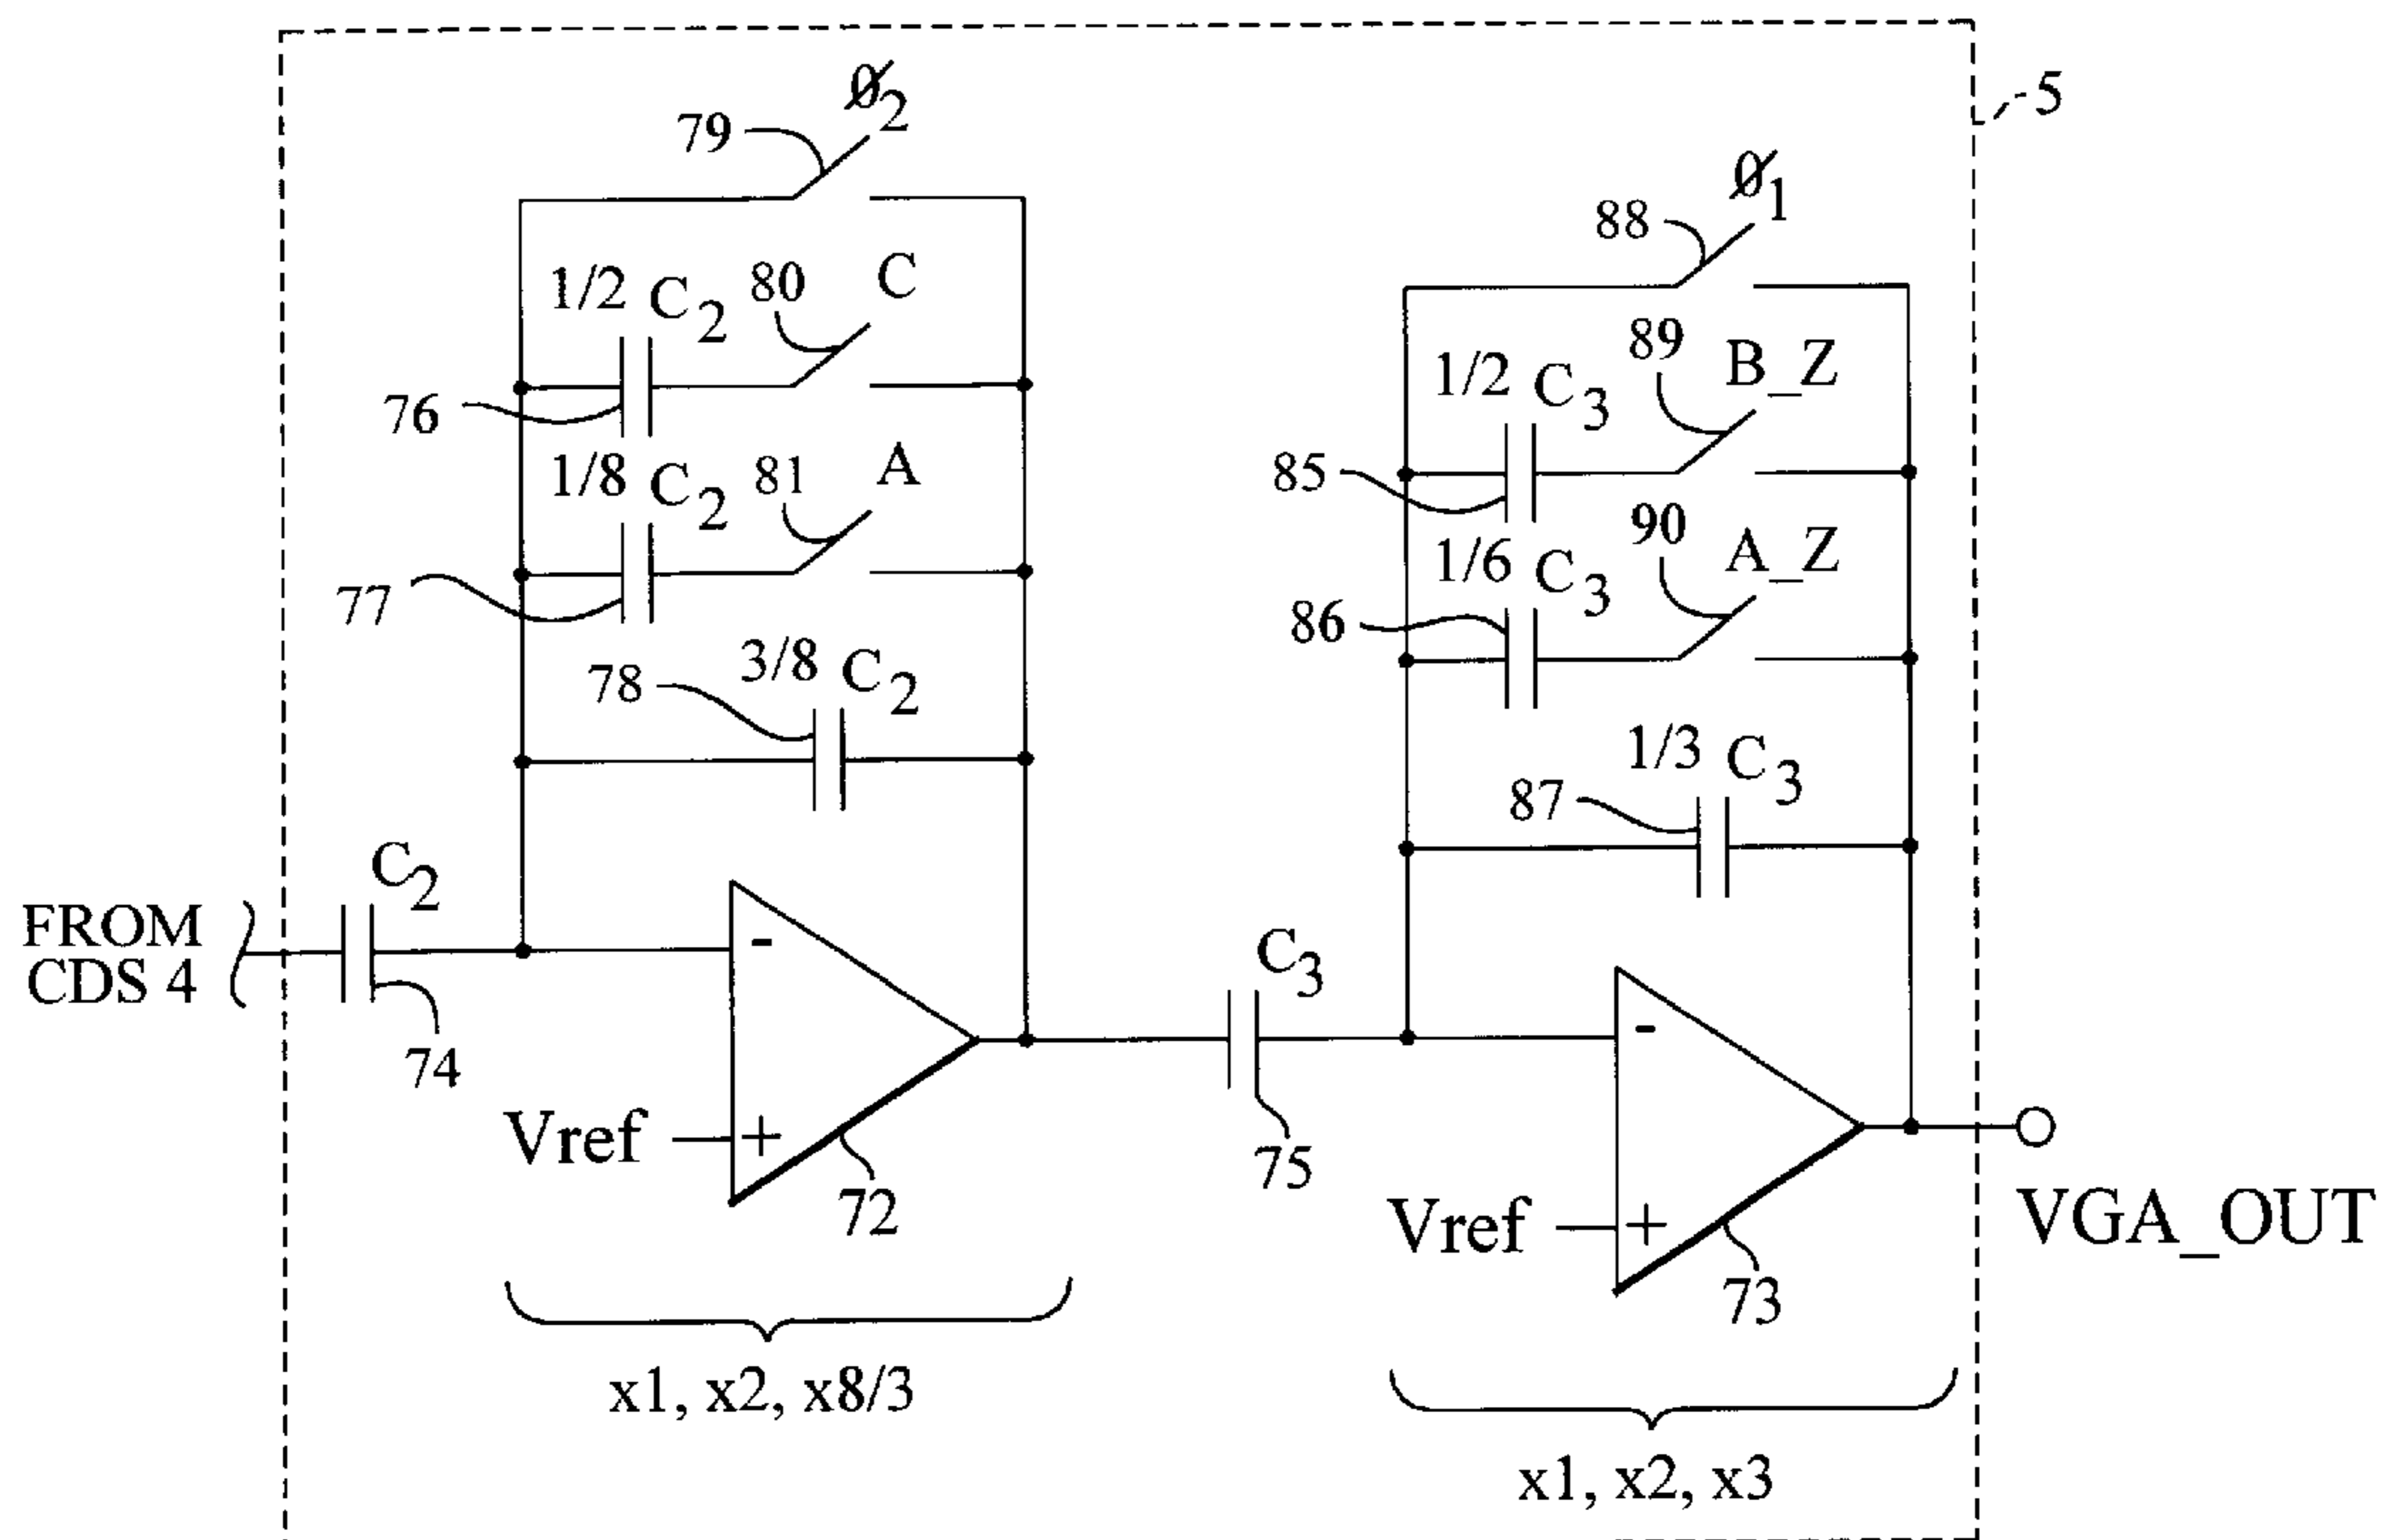 5
Ø2
79
Ø1
88
1/2 C2
80
C
76
1/2 C3
89
B_Z
85
1/8 C2
81
A
77
1/6 C3
90
A_Z
86
3/8 C2
78
1/3 C3
87
C2
FROM
CDS 4
74
-
+
Vref
72
C3
75
-
+
Vref
73
VGA_OUT
x1, x2, x8/3
x1, x2, x3